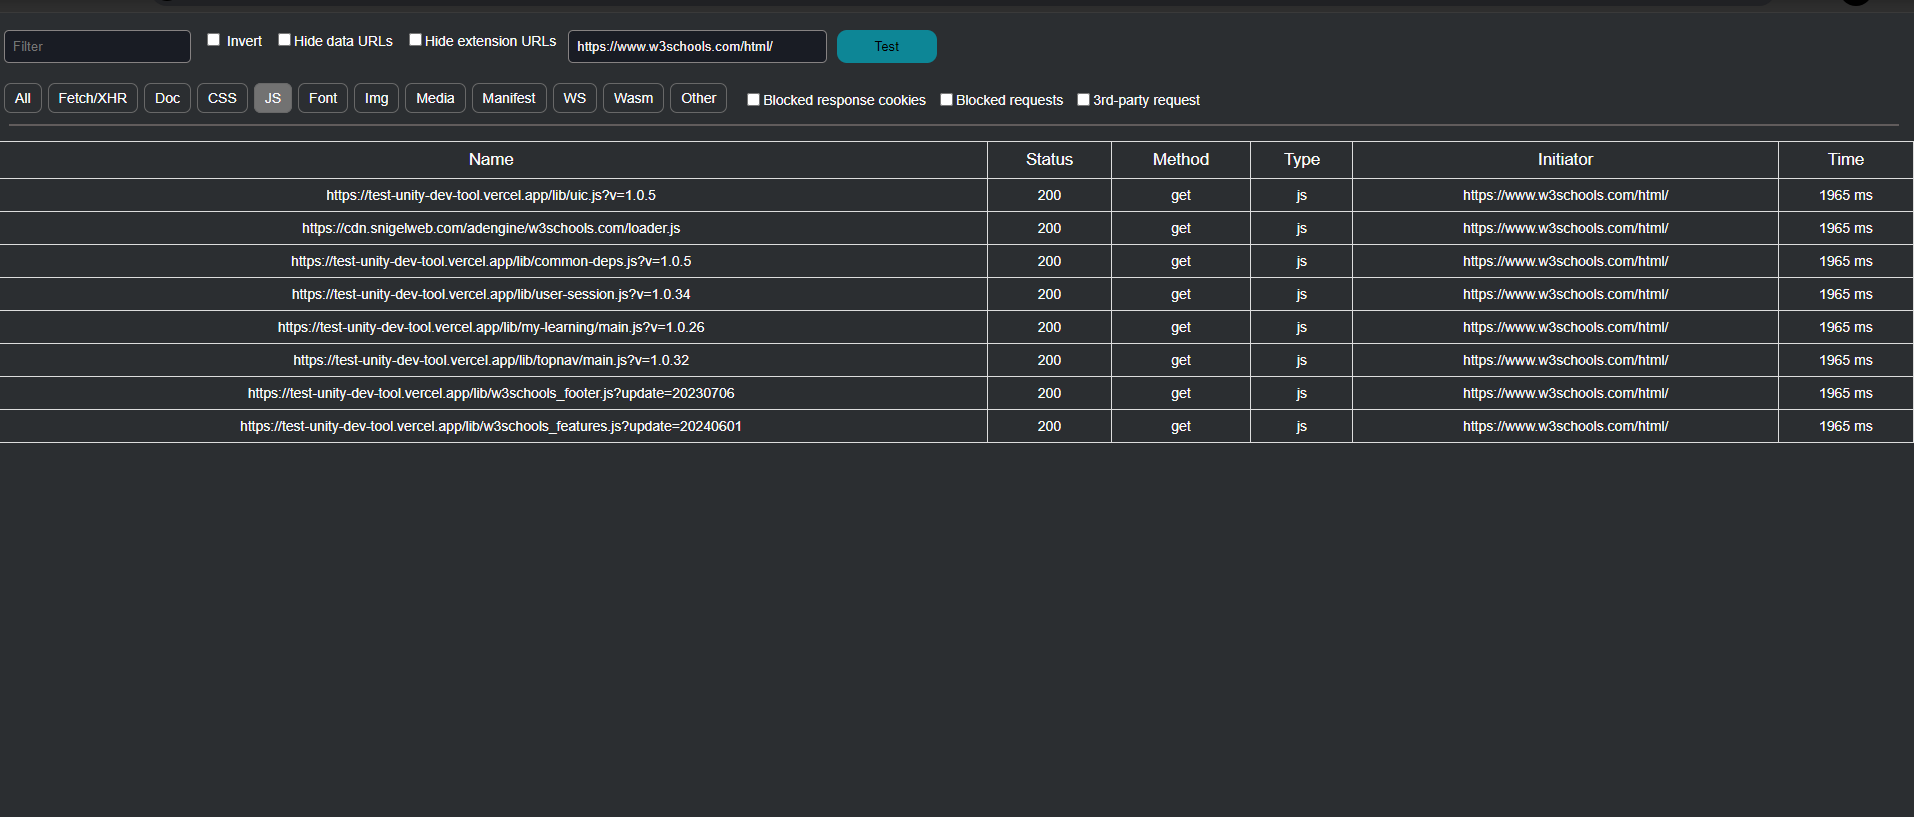 Filter Invert Hide data URLs Hide extension URLs https://www.w3schools.com/html/ Test
All Fetch/XHR Doc CSS JS Font Img Media Manifest WS Wasm Other Blocked response cookies Blocked requests 3rd-party request
Name Status Method Type Initiator Time
https://test-unity-dev-tool.vercel.app/lib/uic.js?v=1.0.5 200 get js https://www.w3schools.com/html/ 1965 ms
https://cdn.snigelweb.com/adengine/w3schools.com/loader.js 200 get js https://www.w3schools.com/html/ 1965 ms
https://test-unity-dev-tool.vercel.app/lib/common-deps.js?v=1.0.5 200 get js https://www.w3schools.com/html/ 1965 ms
https://test-unity-dev-tool.vercel.app/lib/user-session.js?v=1.0.34 200 get js https://www.w3schools.com/html/ 1965 ms
https://test-unity-dev-tool.vercel.app/lib/my-learning/main.js?v=1.0.26 200 get js https://www.w3schools.com/html/ 1965 ms
https://test-unity-dev-tool.vercel.app/lib/topnav/main.js?v=1.0.32 200 get js https://www.w3schools.com/html/ 1965 ms
https://test-unity-dev-tool.vercel.app/lib/w3schools_footer.js?update=20230706 200 get js https://www.w3schools.com/html/ 1965 ms
https://test-unity-dev-tool.vercel.app/lib/w3schools_features.js?update=20240601 200 get js https://www.w3schools.com/html/ 1965 ms